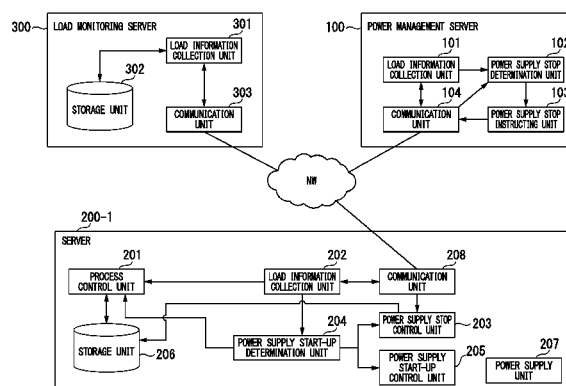 300
LOAD MONITORING SERVER
301
LOAD INFORMATION
COLLECTION UNIT
302
STORAGE UNIT
303
COMMUNICATION
UNIT
100
POWER MANAGEMENT SERVER
101
LOAD INFORMATION
COLLECTION UNIT
102
POWER SUPPLY STOP
DETERMINATION UNIT
104
COMMUNICATION
UNIT
103
POWER SUPPLY STOP
INSTRUCTING UNIT
NW
200-1
SERVER
201
PROCESS
CONTROL UNIT
202
LOAD INFORMATION
COLLECTION UNIT
208
COMMUNICATION
UNIT
204
POWER SUPPLY START-UP
DETERMINATION UNIT
POWER SUPPLY STOP
CONTROL UNIT
203
STORAGE UNIT
206
POWER SUPPLY
START-UP CONTROL UNIT
205
207
POWER SUPPLY
UNIT